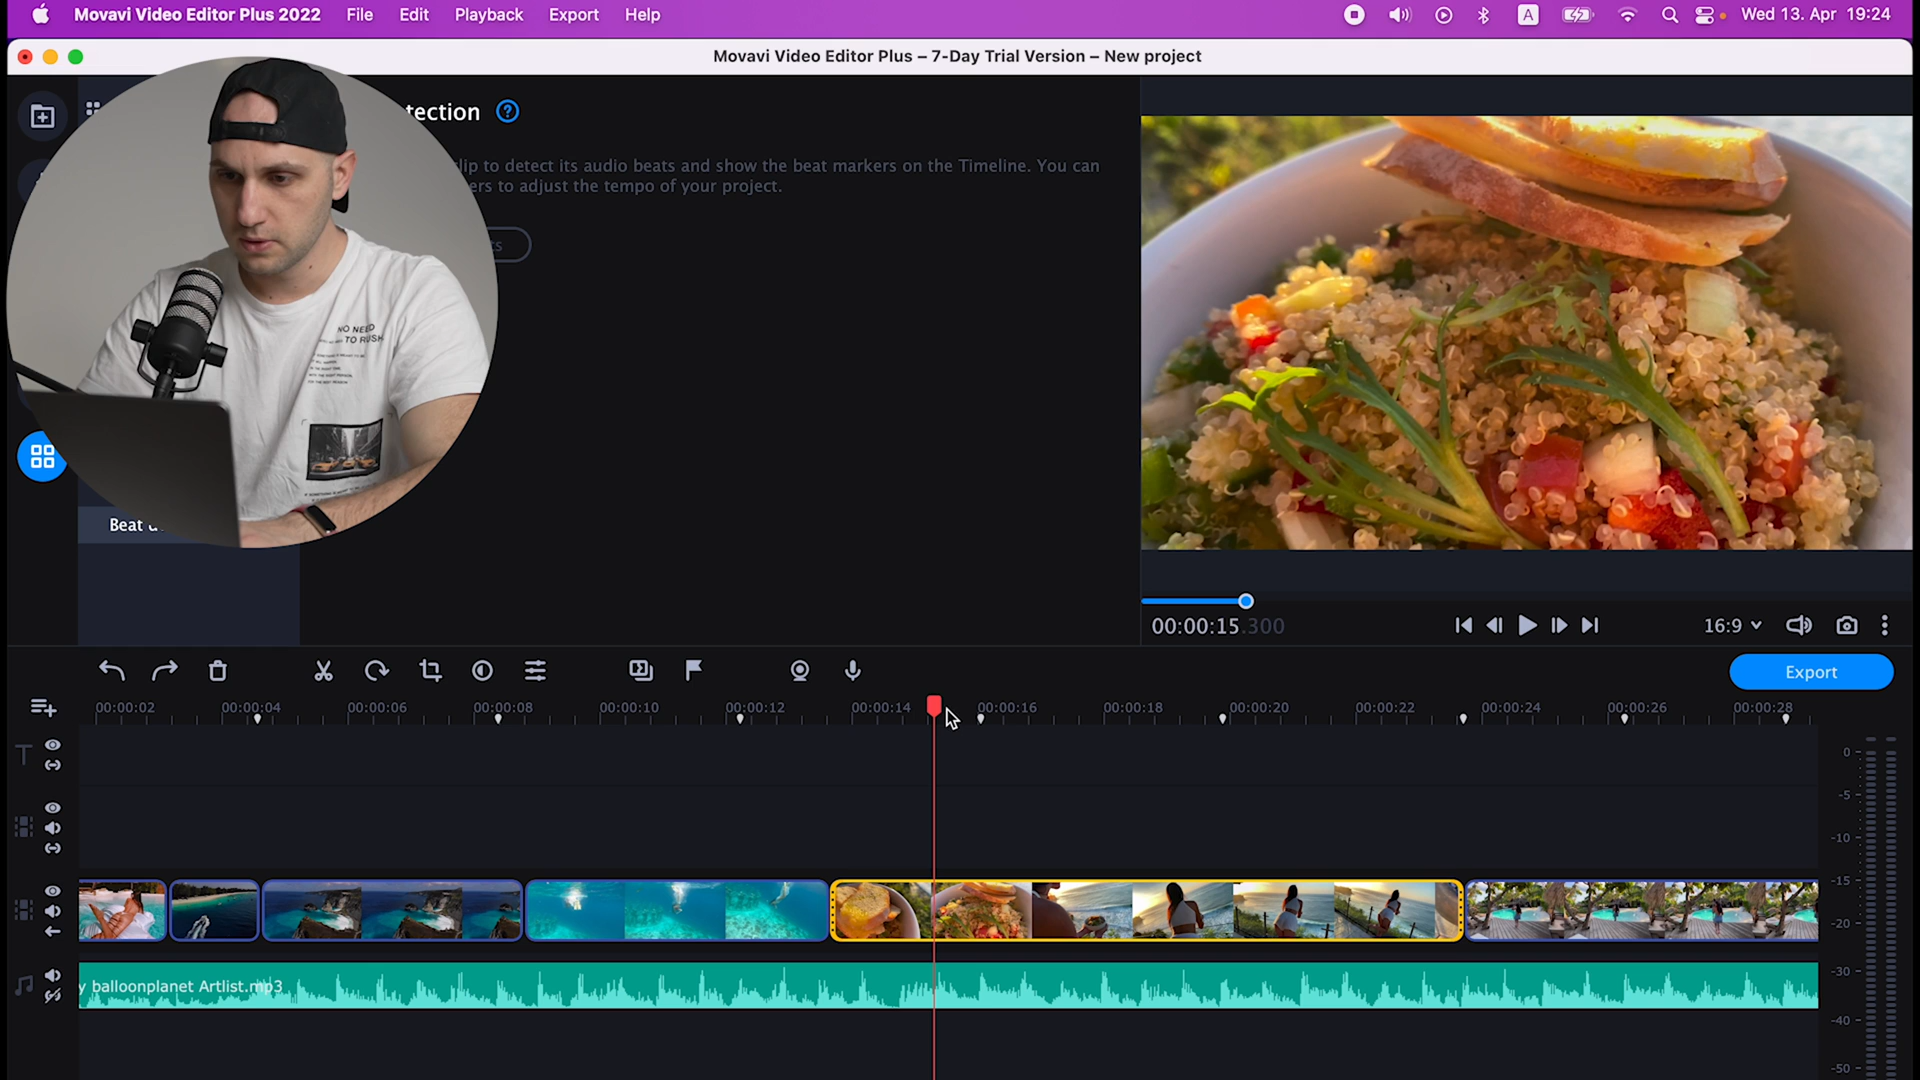 Movavi Video Editor Plus 2022 File Edit Playback Export Help
A Wed 13. Apr 19:24
Movavi Video Editor Plus – 7-Day Trial Version – New project
tection ?
lip to detect its audio beats and show the beat markers on the Timeline. You can
ers to adjust the tempo of your project.
ts
NO NEED
TO RUSH
Beat
00:00:15.300
16:9
Export
00:00:02 00:00:04 00:00:06 00:00:08 00:00:10 00:00:12 00:00:14 00:00:16 00:00:18 00:00:20 00:00:22 00:00:24 00:00:26 00:00:28
T
0
-5
-10
-15
-20
-30
-40
-50
y balloonplanet Artlist.mp3